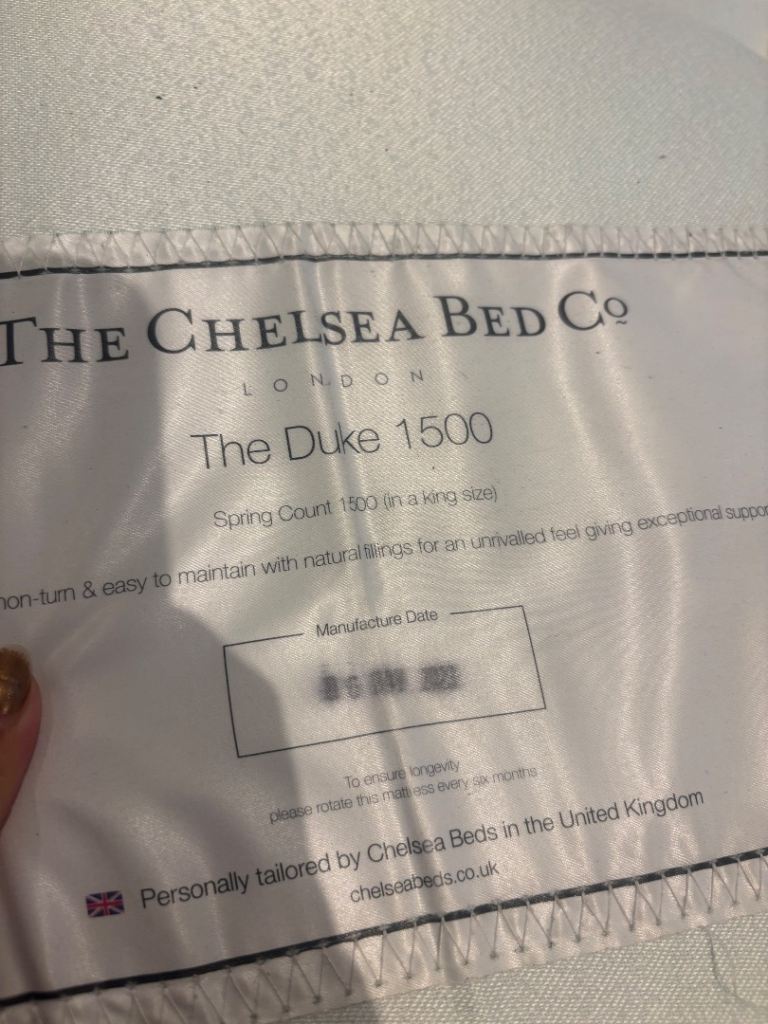 THE CHELSEA BED Co
LONDON
The Duke 1500
Spring Count 1500 (in a king size)
non-turn & easy to maintain with natural fillings for an unrivalled feel giving exceptional suppor
Manufacture Date
To ensure longevity
please rotate this mattress every six months
Personally tailored by Chelsea Beds in the United Kingdom
chelseabeds.co.uk